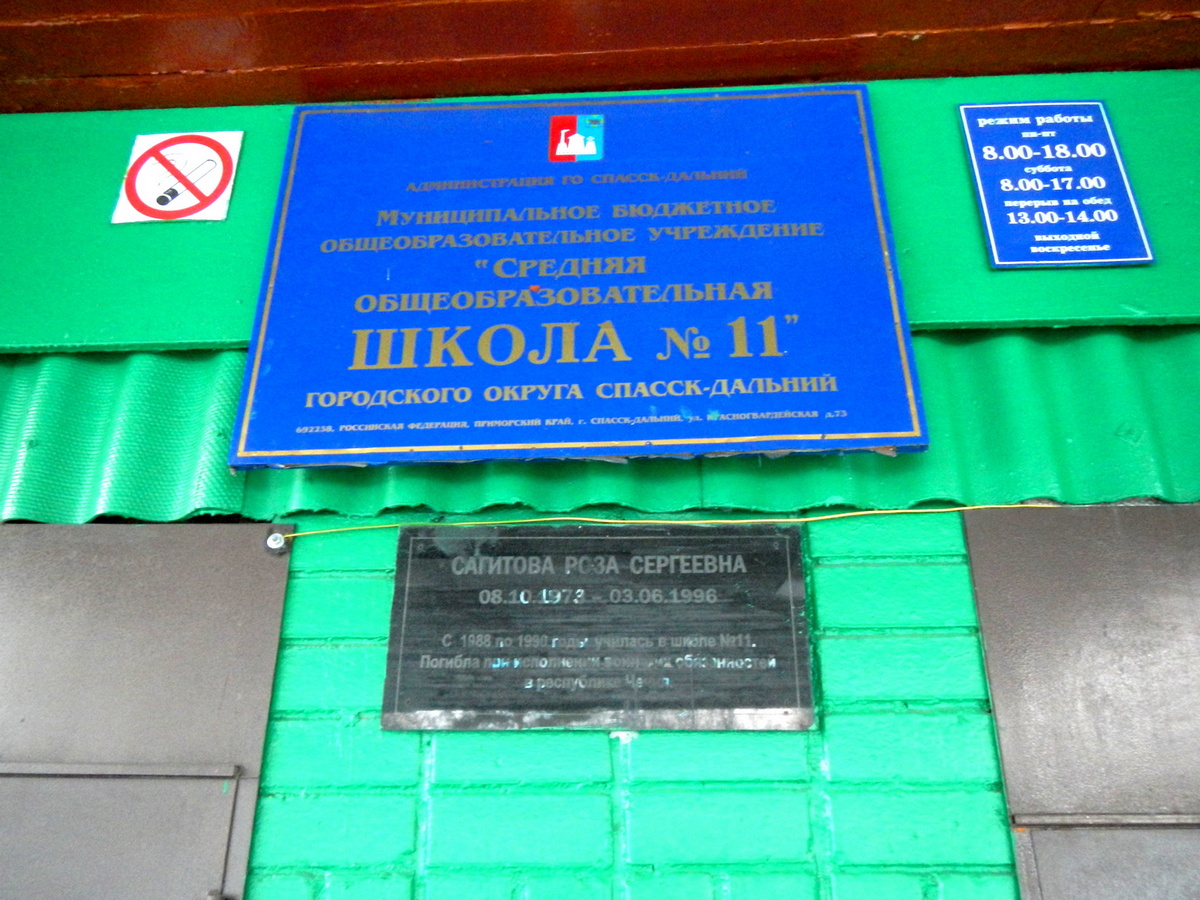 АДМИНИСТРАЦИЯ ГО СПАССК-ДАЛЬНИЙ
МУНИЦИПАЛЬНОЕ БЮДЖЕТНОЕ
ОБЩЕОБРАЗОВАТЕЛЬНОЕ УЧРЕЖДЕНИЕ
"СРЕДНЯЯ
ОБЩЕОБРАЗОВАТЕЛЬНАЯ
ШКОЛА № 11"
ГОРОДСКОГО ОКРУГА СПАССК-ДАЛЬНИЙ
692238, РОССИЙСКАЯ ФЕДЕРАЦИЯ, ПРИМОРСКИЙ КРАЙ, г. СПАССК-ДАЛЬНИЙ, ул. КРАСНОГВАРДЕЙСКАЯ д.73
режим работы
пн-пт
8.00-18.00
суббота
8.00-17.00
перерыв на обед
13.00-14.00
выходной
воскресенье
САГИТОВА РОЗА СЕРГЕЕВНА
08.10.1973 – 03.06.1996
С 1988 по 1990 годы училась в школе №11.
Погибла при исполнении воинских обязанностей
в республике Чечня.